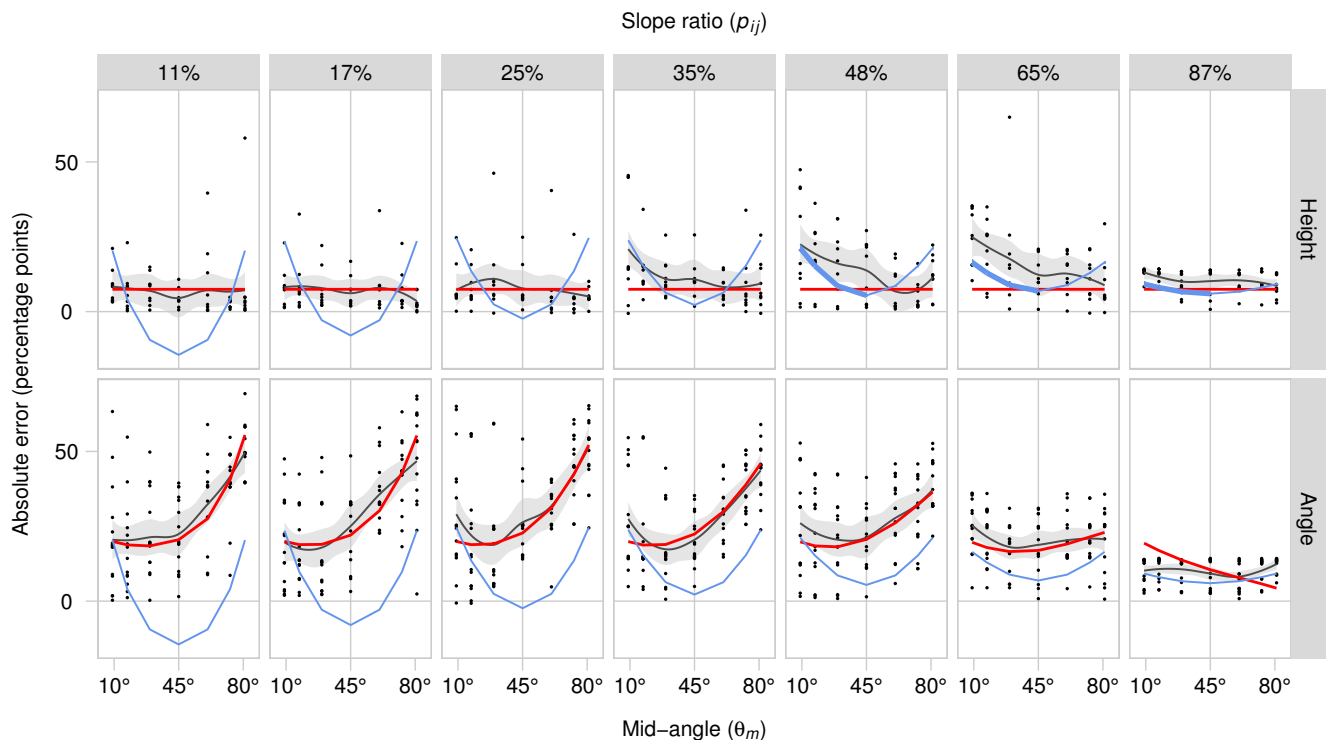 Slope ratio (pᵢⱼ)
11% 17% 25% 35% 48% 65% 87%
Absolute error (percentage points)
50
0
Height
50
0
Angle
10° 45° 80° 10° 45° 80° 10° 45° 80° 10° 45° 80° 10° 45° 80° 10° 45° 80° 10° 45° 80°
Mid−angle (θₘ)